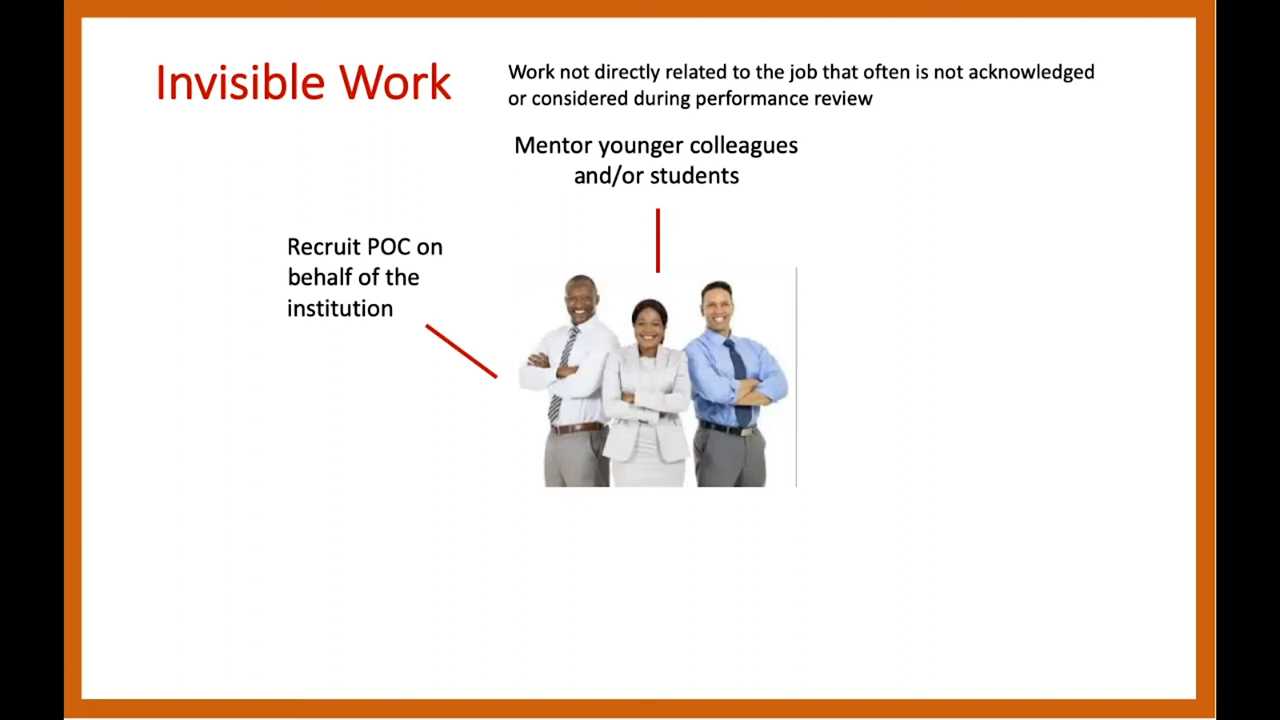 Invisible Work
Work not directly related to the job that often is not acknowledged
or considered during performance review
Mentor younger colleagues
and/or students
Recruit POC on
behalf of the
institution